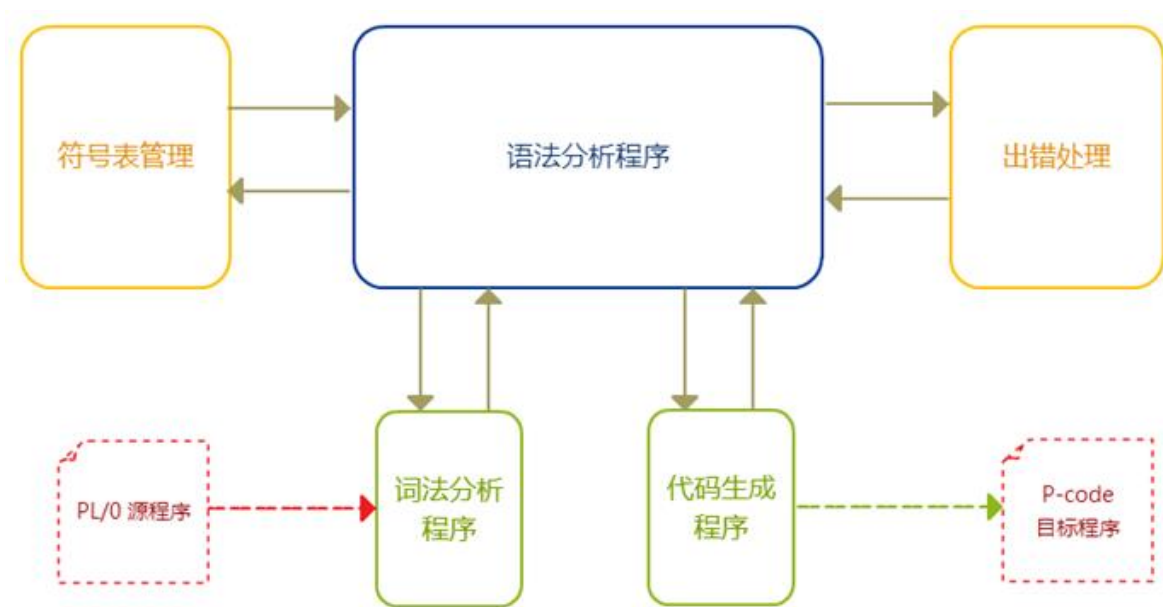 符号表管理
语法分析程序
出错处理
PL/0 源程序
词法分析
程序
代码生成
程序
P-code
目标程序